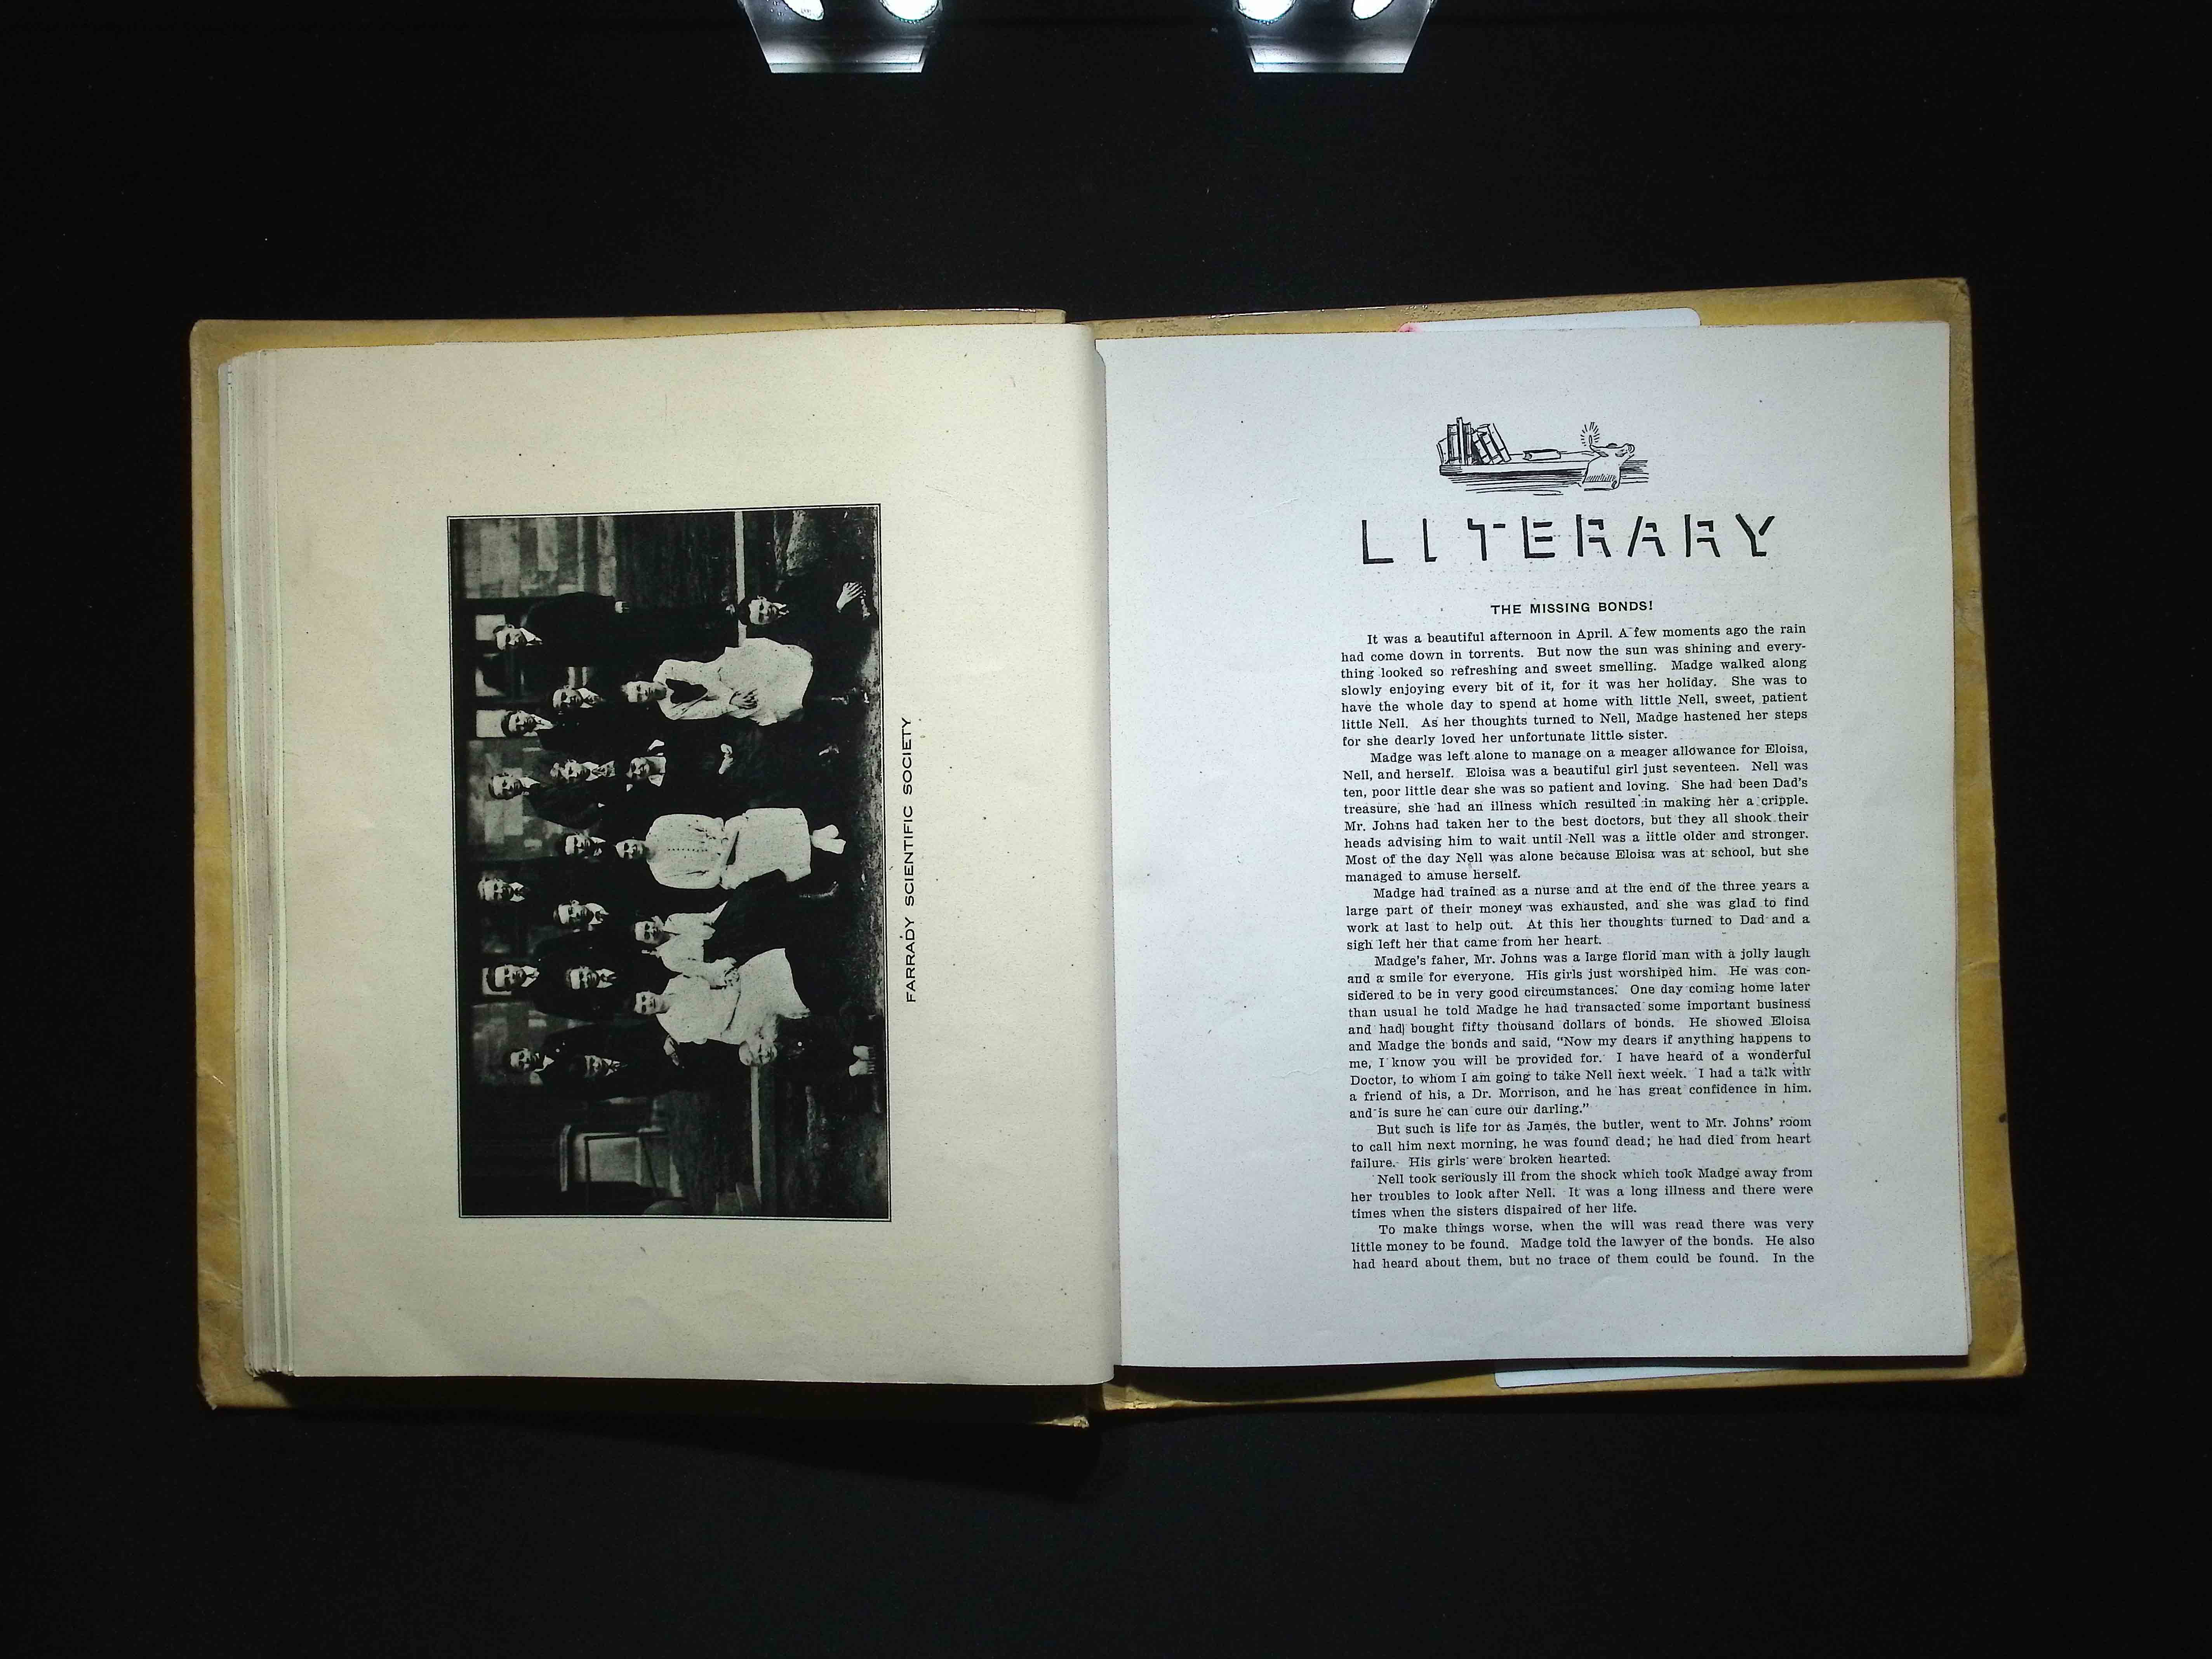 FARRADY SCIENTIFIC SOCIETY
LITERARY
THE MISSING BONDS!
It was a beautiful afternoon in April. A few moments ago the rain
had come down in torrents. But now the sun was shining and every-
thing looked so refreshing and sweet smelling. Madge walked along
slowly enjoying every bit of it, for it was her holiday. She was to
have the whole day to spend at home with little Nell, sweet, patient
little Nell. As her thoughts turned to Nell, Madge hastened her steps
for she dearly loved her unfortunate little sister.
Madge was left alone to manage on a meager allowance for Eloisa,
Nell, and herself. Eloisa was a beautiful girl just seventeen. Nell was
ten, poor little dear she was so patient and loving. She had been Dad's
treasure, she had an illness which resulted in making her a cripple.
Mr. Johns had taken her to the best doctors, but they all shook their
heads advising him to wait until Nell was a little older and stronger.
Most of the day Nell was alone because Eloisa was at school, but she
managed to amuse herself.
Madge had trained as a nurse and at the end of the three years a
large part of their money was exhausted, and she was glad to find
work at last to help out. At this her thoughts turned to Dad and a
sigh left her that came from her heart.
Madge's faher, Mr. Johns was a large florid man with a jolly laugh
and a smile for everyone. His girls just worshiped him. He was con-
sidered to be in very good circumstances. One day coming home later
than usual he told Madge he had transacted some important business
and had bought fifty thousand dollars of bonds. He showed Eloisa
and Madge the bonds and said, "Now my dears if anything happens to
me, I know you will be provided for. I have heard of a wonderful
Doctor, to whom I am going to take Nell next week. I had a talk with
a friend of his, a Dr. Morrison, and he has great confidence in him.
and is sure he can cure our darling."
But such is life for as James, the butler, went to Mr. Johns' room
to call him next morning, he was found dead; he had died from heart
failure. His girls were broken hearted.
Nell took seriously ill from the shock which took Madge away from
her troubles to look after Nell. It was a long illness and there were
times when the sisters dispaired of her life.
To make things worse, when the will was read there was very
little money to be found. Madge told the lawyer of the bonds. He also
had heard about them, but no trace of them could be found. In the